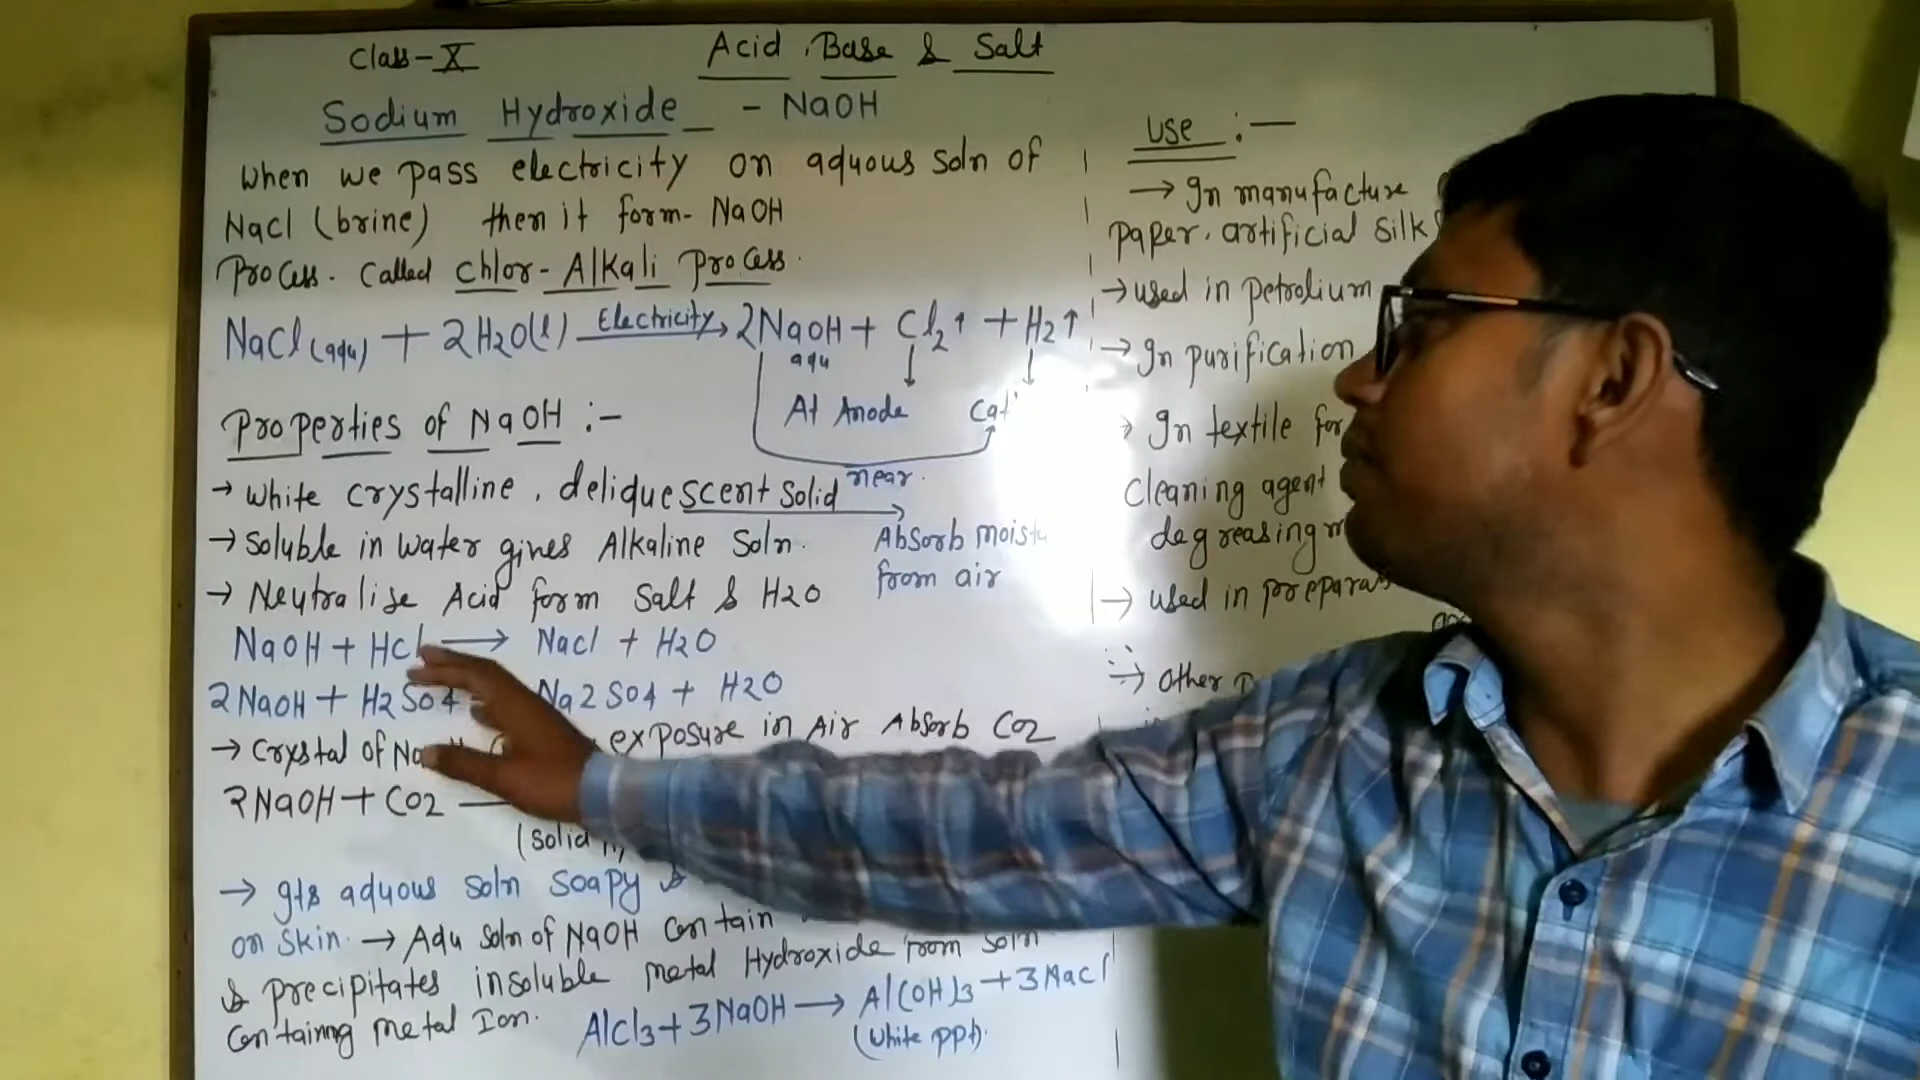 Class-X
Acid, Base & Salt
Sodium Hydroxide - NaOH
When we pass electricity on aquous Soln of
NaCl (brine) then it form- NaOH
Process. Called Chlor-Alkali Process.
NaCl(aqu) + 2H2O(l) Electricity→ 2NaOH + Cl2↑ + H2↑
aqu
At Anode
near.
Properties of NaOH :-
→ White crystalline, deliquescent Solid
Absorb
from air
→ Soluble in water gives Alkaline Soln.
→ Neutralise Acid form Salt & H2O
NaOH + HCl → NaCl + H2O
2NaOH + H2SO4 Na2SO4 + H2O
→ Crystal of exposure in Air Absorb CO2
2NaOH + CO2
(Solid
→ Its aquous soln Soapy &
on Skin. → Aqu Soln of NaOH Contain
& precipitates insoluble metal Hydroxide from Soln
Containing metal Ion.
AlCl3 + 3NaOH → Al(OH)3 + 3NaCl
(White ppt).
Use :-
→ In manufacture
paper, artificial Silk
→ used in petrolium
→ In purification
→ In textile for
Cleaning agent
degreasing
→ used in
→ Other